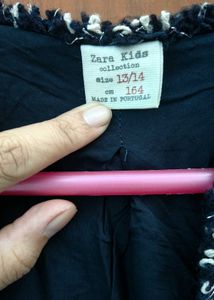 Zara Kids
collection
size 13/14
cm 164
MADE IN PORTUGAL